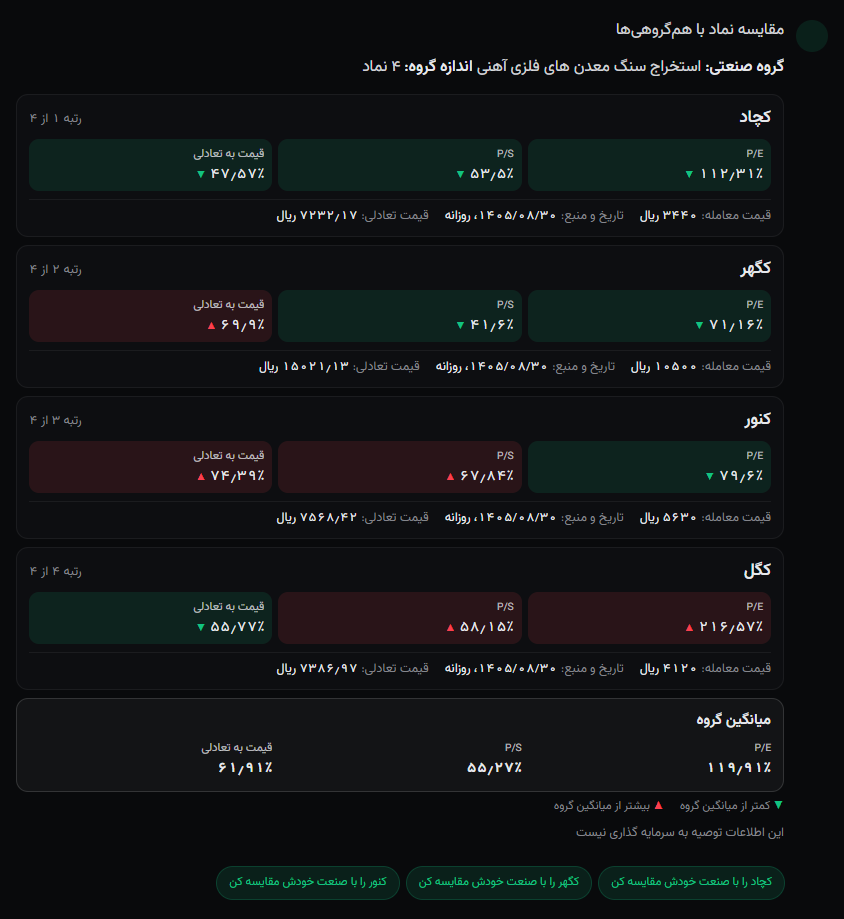 مقایسه نماد با هم‌گروهی‌ها
گروه صنعتی: استخراج سنگ معدن های فلزی آهنی اندازه گروه: ۴ نماد
کچاد
رتبه ۱ از ۴
P/E
۱۱۲٫۳۱٪ ▼
P/S
۵۳٫۵٪ ▼
قیمت به تعادلی
۴۷٫۵۷٪ ▼
قیمت معامله: ۳۴۴۰ ریال تاریخ و منبع: ۱۴۰۵/۰۸/۳۰، روزانه قیمت تعادلی: ۷۲۳۲٫۱۷ ریال
کگهر
رتبه ۲ از ۴
P/E
۷۱٫۱۶٪ ▼
P/S
۴۱٫۶٪ ▼
قیمت به تعادلی
۶۹٫۹٪ ▲
قیمت معامله: ۱۰۵۰۰ ریال تاریخ و منبع: ۱۴۰۵/۰۸/۳۰، روزانه قیمت تعادلی: ۱۵۰۲۱٫۱۳ ریال
کنور
رتبه ۳ از ۴
P/E
۷۹٫۶٪ ▼
P/S
۶۷٫۸۴٪ ▲
قیمت به تعادلی
۷۴٫۳۹٪ ▲
قیمت معامله: ۵۶۳۰ ریال تاریخ و منبع: ۱۴۰۵/۰۸/۳۰، روزانه قیمت تعادلی: ۷۵۶۸٫۴۲ ریال
کگل
رتبه ۴ از ۴
P/E
۲۱۶٫۵۷٪ ▲
P/S
۵۸٫۱۵٪ ▲
قیمت به تعادلی
۵۵٫۷۷٪ ▼
قیمت معامله: ۴۱۲۰ ریال تاریخ و منبع: ۱۴۰۵/۰۸/۳۰، روزانه قیمت تعادلی: ۷۳۸۶٫۹۷ ریال
میانگین گروه
P/E
۱۱۹٫۹۱٪
P/S
۵۵٫۲۷٪
قیمت به تعادلی
۶۱٫۹۱٪
▼ کمتر از میانگین گروه ▲ بیشتر از میانگین گروه
این اطلاعات توصیه به سرمایه گذاری نیست
کچاد را با صنعت خودش مقایسه کن
کگهر را با صنعت خودش مقایسه کن
کنور را با صنعت خودش مقایسه کن